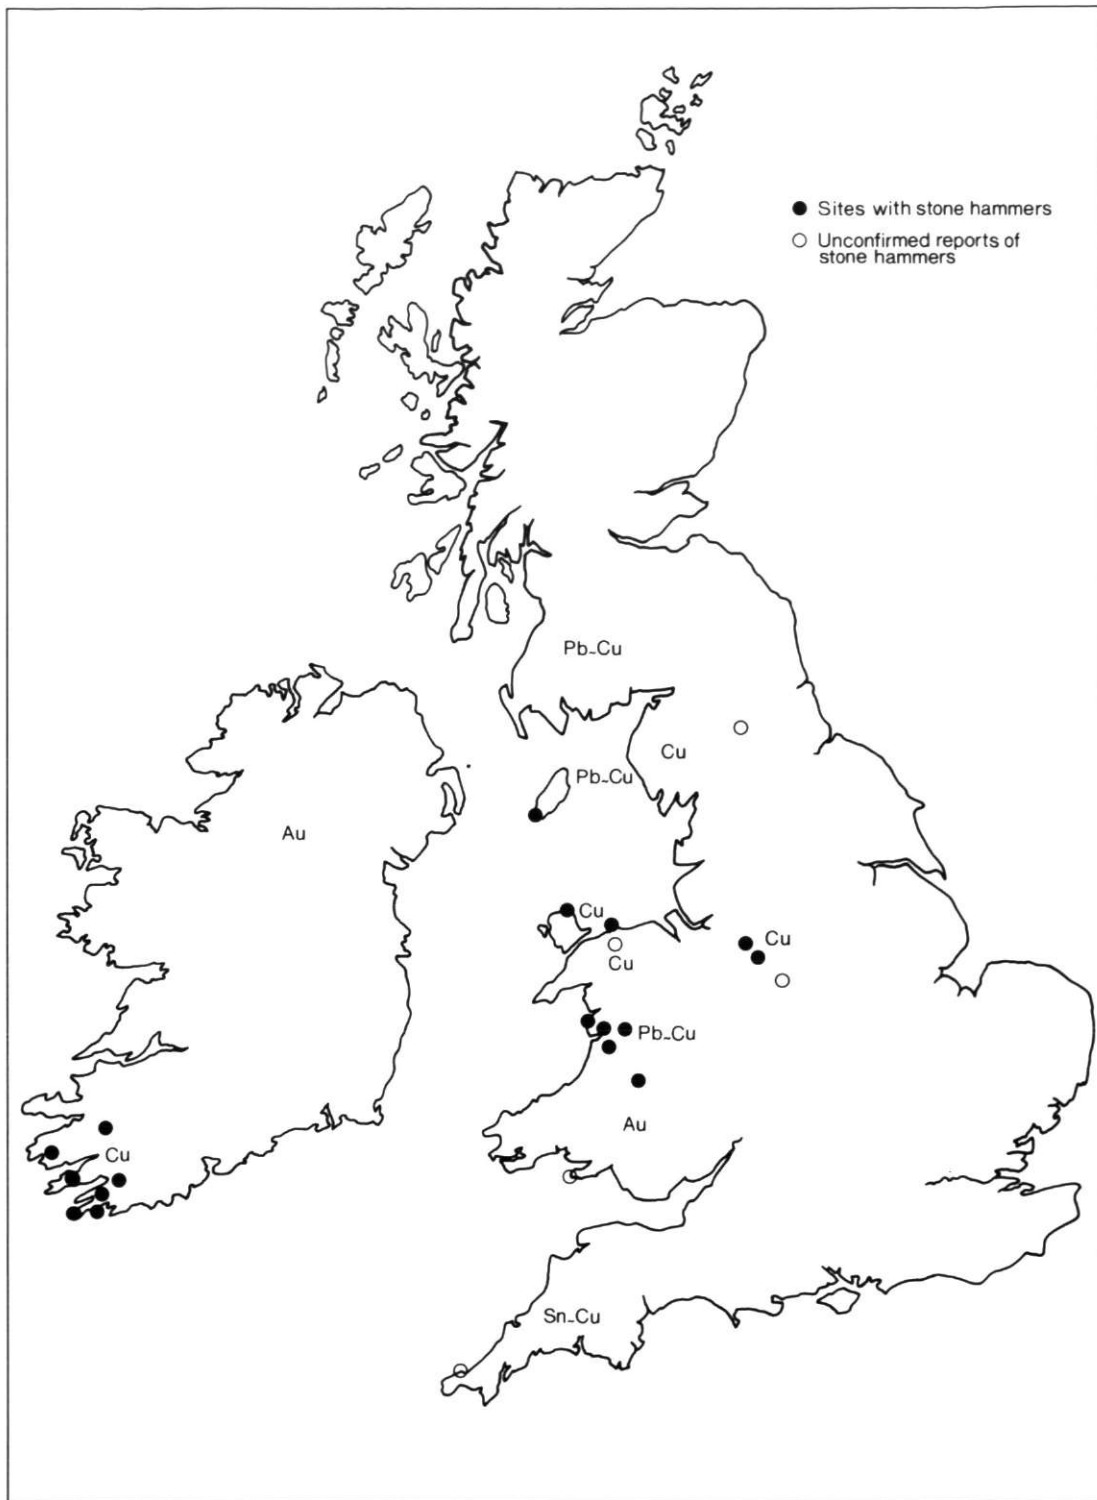 Sites with stone hammers
Unconfirmed reports of
stone hammers
Pb-Cu
Cu
Pb-Cu
Au
Cu
Cu
Cu
Pb-Cu
Au
Cu
Sn-Cu